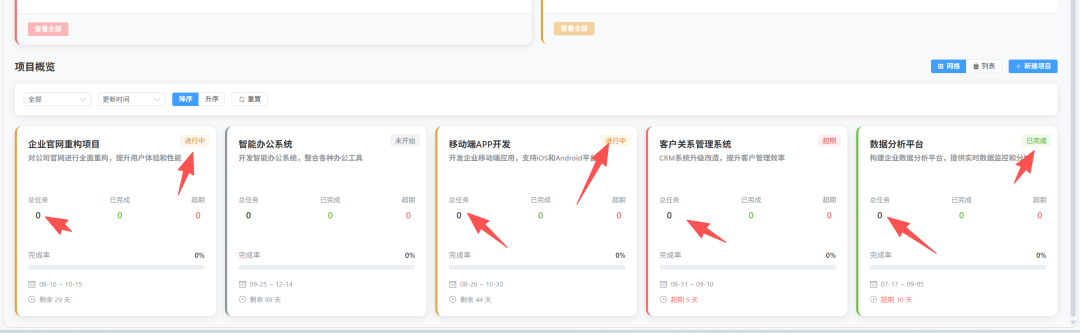 查看全部
查看全部
项目概览
网格
列表
+ 新建项目
全部
更新时间
降序
升序
重置
企业官网重构项目
进行中
对公司官网进行全面重构，提升用户体验和性能
总任务
已完成
超期
0
0
0
完成率
0%
08-16 ~ 10-15
剩余 29 天
智能办公系统
未开始
开发智能办公系统，整合各种办公工具
总任务
已完成
超期
0
0
0
完成率
0%
09-25 ~ 12-14
剩余 89 天
移动端APP开发
进行中
开发企业移动端应用，支持iOS和Android平台
总任务
已完成
超期
0
0
0
完成率
0%
08-26 ~ 10-30
剩余 44 天
客户关系管理系统
超期
CRM系统升级改造，提升客户管理效率
总任务
已完成
超期
0
0
0
完成率
0%
08-31 ~ 09-10
超期 5 天
数据分析平台
已完成
构建企业数据分析平台，提供实时数据监控和分
总任务
已完成
超期
0
0
0
完成率
0%
07-17 ~ 09-05
超期 10 天